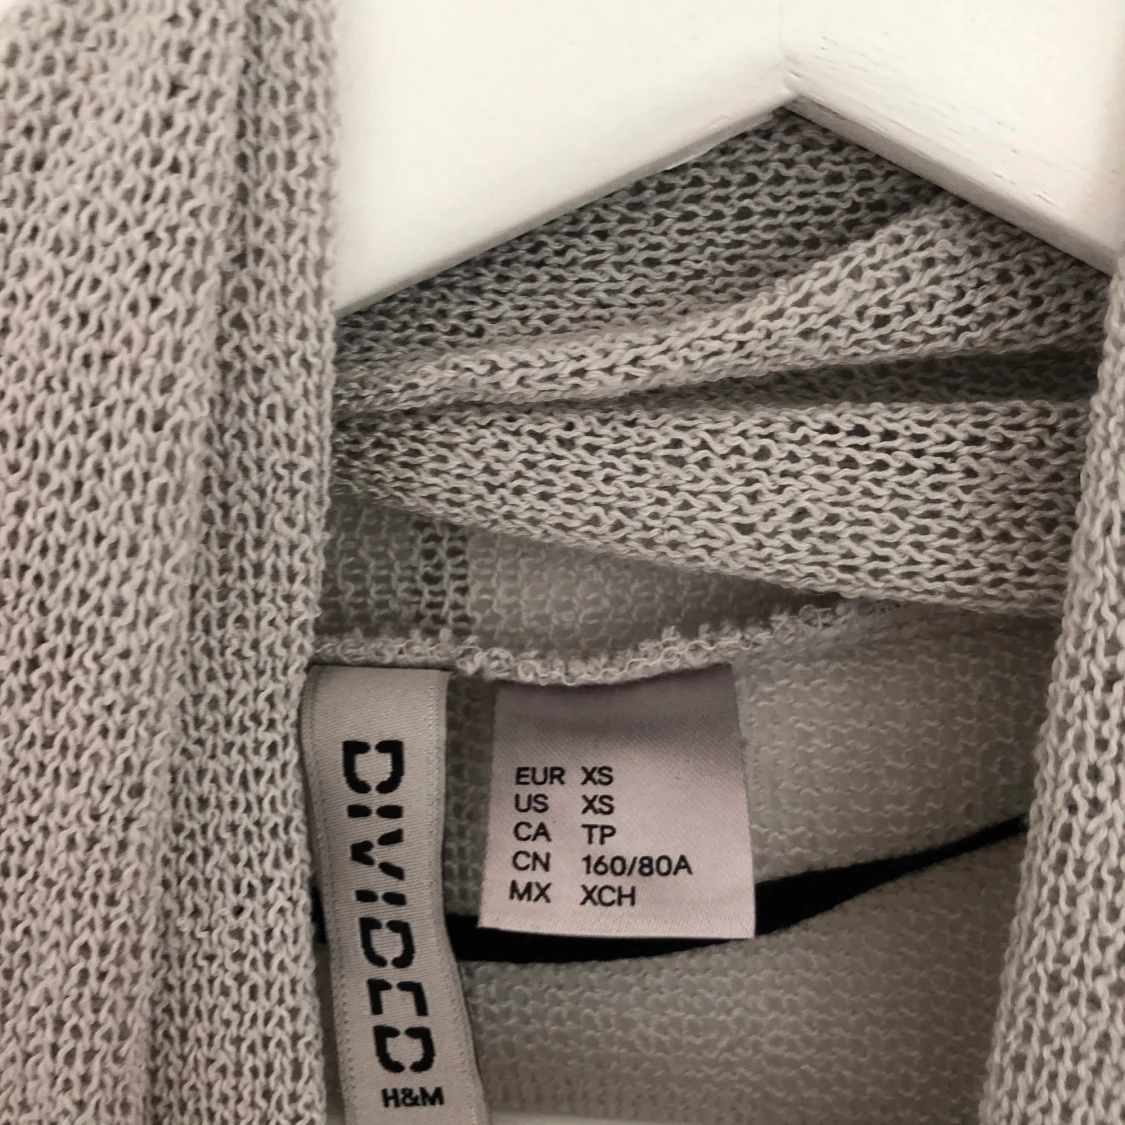 DIVIDED
H&M
EUR XS
US XS
CA TP
CN 160/80A
MX XCH